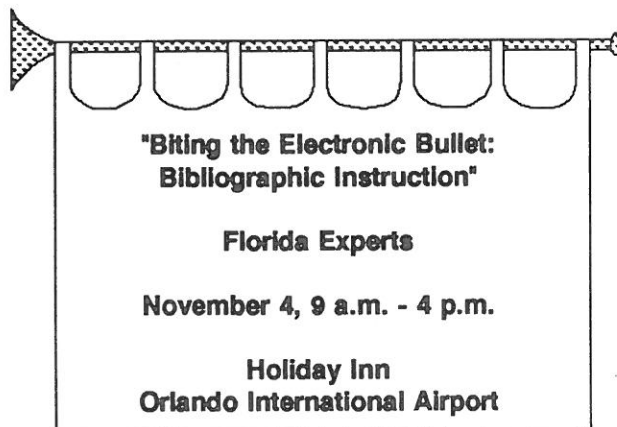 "Biting the Electronic Bullet:
Bibliographic Instruction"
Florida Experts
November 4, 9 a.m. - 4 p.m.
Holiday Inn
Orlando International Airport